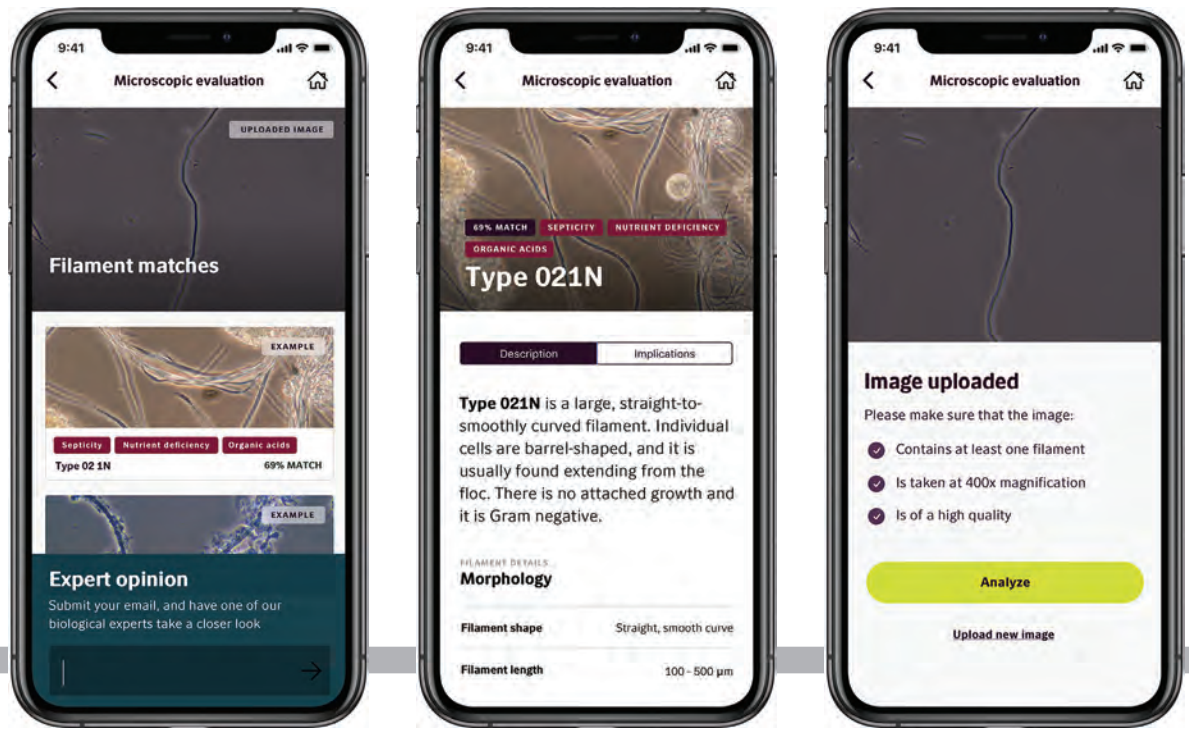 9:41
Microscopic evaluation
UPLOADED IMAGE
Filament matches
EXAMPLE
Septicity
Nutrient deficiency
Organic acids
Type 02 1N
69% MATCH
EXAMPLE
Expert opinion
Submit your email, and have one of our
biological experts take a closer look
9:41
Microscopic evaluation
69% MATCH
SEPTICITY
NUTRIENT DEFICIENCY
ORGANIC ACIDS
Type 021N
Description
Implications
Type 021N is a large, straight-to-
smoothly curved filament. Individual
cells are barrel-shaped, and it is
usually found extending from the
floc. There is no attached growth and
it is Gram negative.
FILAMENT DETAILS
Morphology
Filament shape
Straight, smooth curve
Filament length
100 - 500 µm
9:41
Microscopic evaluation
Image uploaded
Please make sure that the image:
Contains at least one filament
Is taken at 400x magnification
Is of a high quality
Analyze
Upload new image